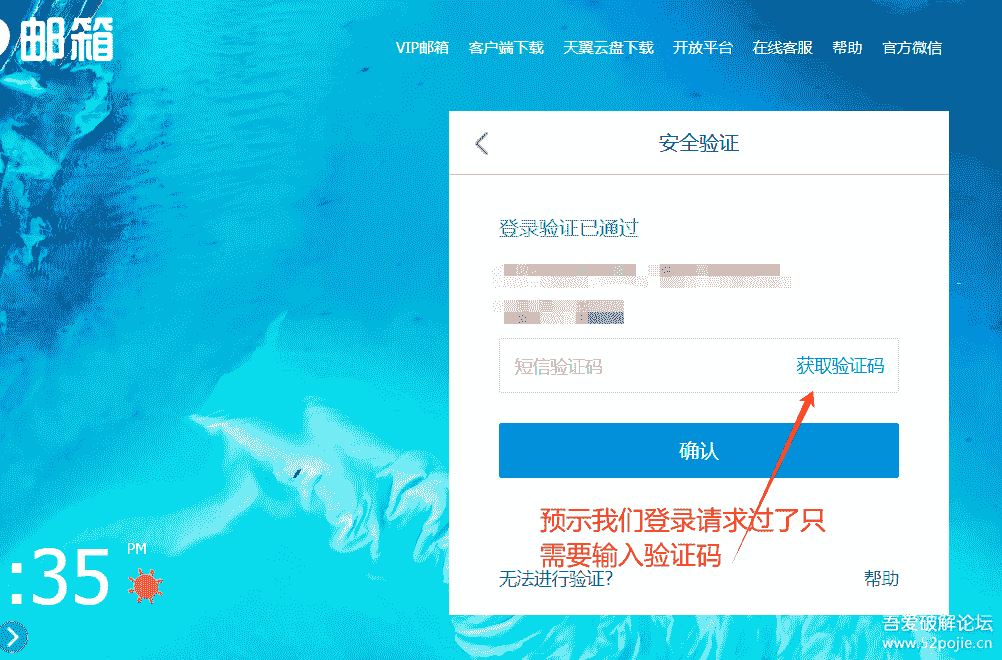 邮箱
VIP邮箱 客户端下载 天翼云盘下载 开放平台 在线客服 帮助 官方微信
安全验证
登录验证已通过
短信验证码 获取验证码
确认
预示我们登录请求过了只
需要输入验证码
无法进行验证? 帮助
:35 PM
吾爱破解论坛
www.52pojie.cn